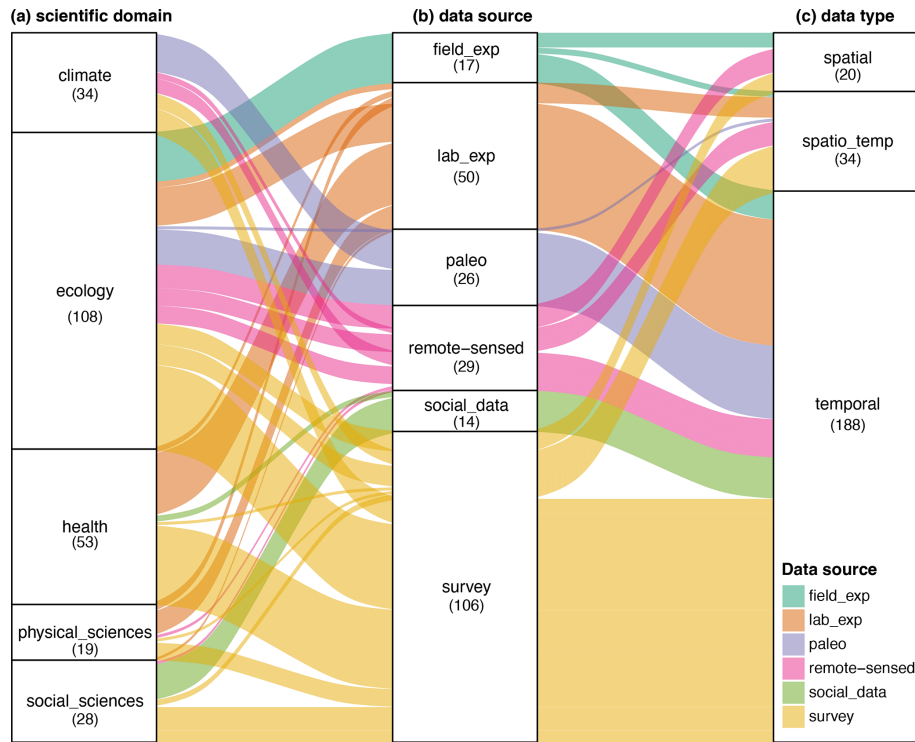 (a) scientific domain
(b) data source
(c) data type
climate
(34)
ecology
(108)
health
(53)
physical_sciences
(19)
social_sciences
(28)
field_exp
(17)
lab_exp
(50)
paleo
(26)
remote−sensed
(29)
social_data
(14)
survey
(106)
spatial
(20)
spatio_temp
(34)
temporal
(188)
Data source
field_exp
lab_exp
paleo
remote−sensed
social_data
survey